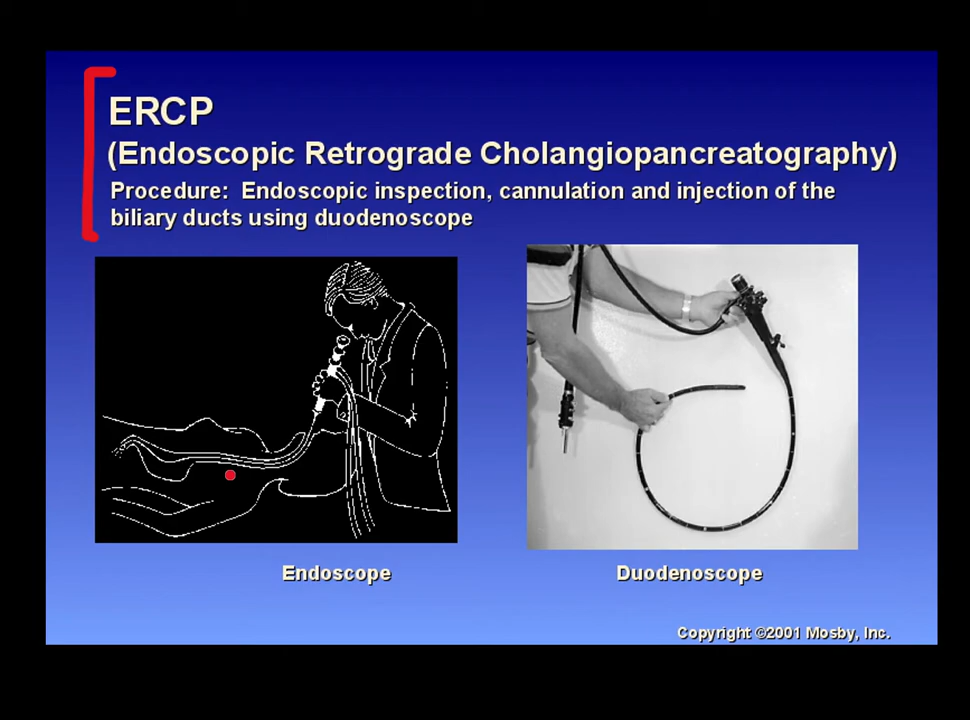 ERCP
(Endoscopic Retrograde Cholangiopancreatography)
Procedure:  Endoscopic inspection, cannulation and injection of the
biliary ducts using duodenoscope
Endoscope
Duodenoscope
Copyright ©2001 Mosby, Inc.